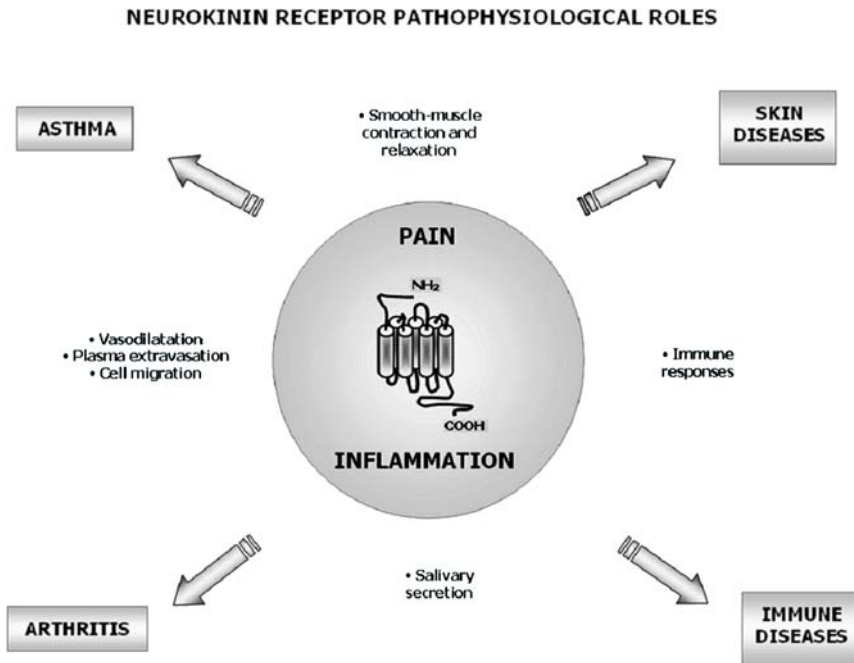 NEUROKININ RECEPTOR PATHOPHYSIOLOGICAL ROLES
ASTHMA
• Smooth-muscle
contraction and
relaxation
SKIN
DISEASES
PAIN
NH₂
• Vasodilatation
• Plasma extravasation
• Cell migration
• Immune
responses
COOH
INFLAMMATION
• Salivary
secretion
ARTHRITIS
IMMUNE
DISEASES